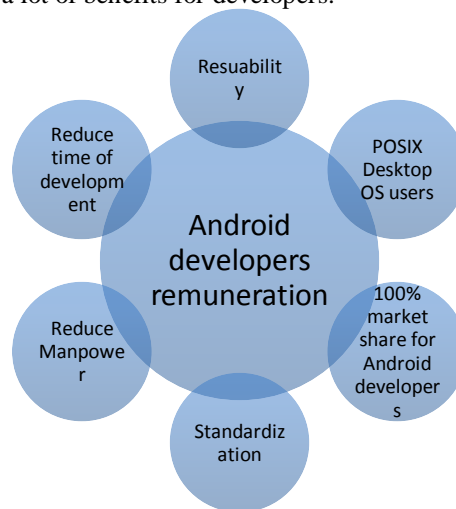 a lot of benefits for developers.
Resuabilit
y
POSIX
Desktop
OS users
100%
market
share for
Android
developer
s
Standardiz
ation
Reduce
Manpowe
r
Reduce
time of
developm
ent
Android
developers
remuneration